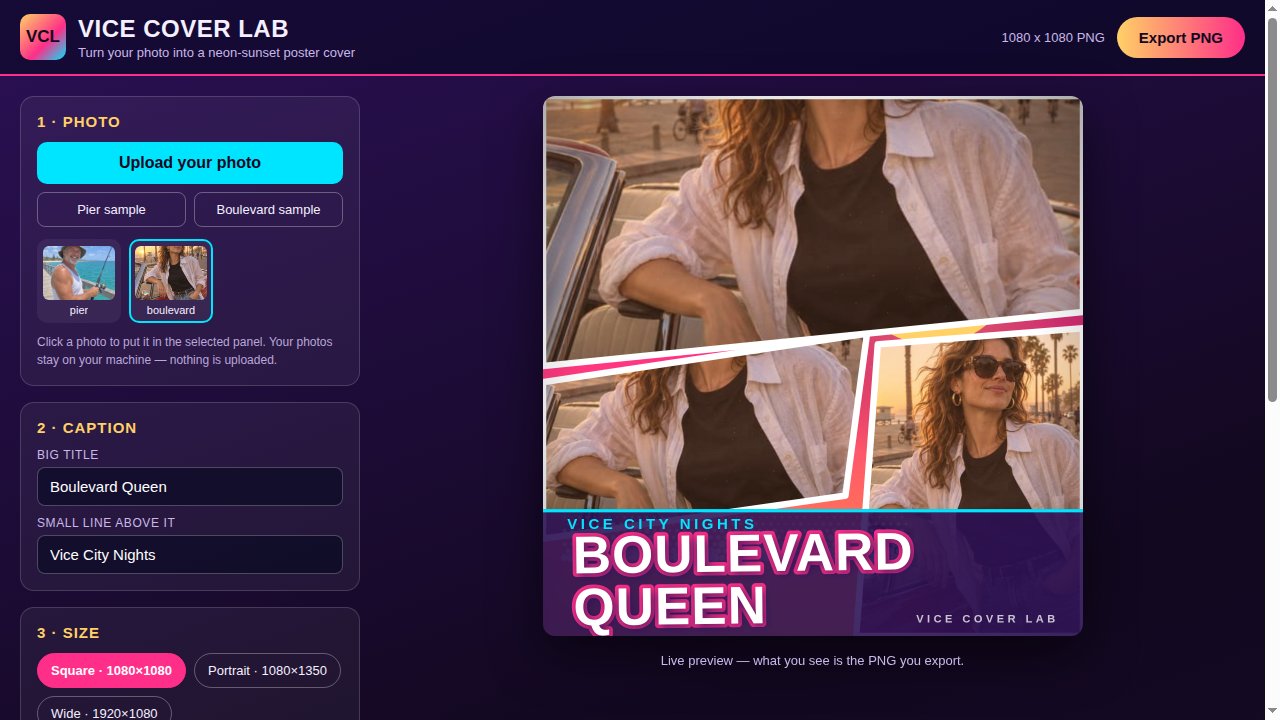 VCL
VICE COVER LAB
Turn your photo into a neon-sunset poster cover
1080 x 1080 PNG
Export PNG
1 · PHOTO
Upload your photo
Pier sample
Boulevard sample
pier
boulevard
Click a photo to put it in the selected panel. Your photos
stay on your machine — nothing is uploaded.
2 · CAPTION
BIG TITLE
Boulevard Queen
SMALL LINE ABOVE IT
Vice City Nights
3 · SIZE
Square · 1080×1080
Portrait · 1080×1350
Wide · 1920×1080
VICE CITY NIGHTS
BOULEVARD
QUEEN
VICE COVER LAB
Live preview — what you see is the PNG you export.